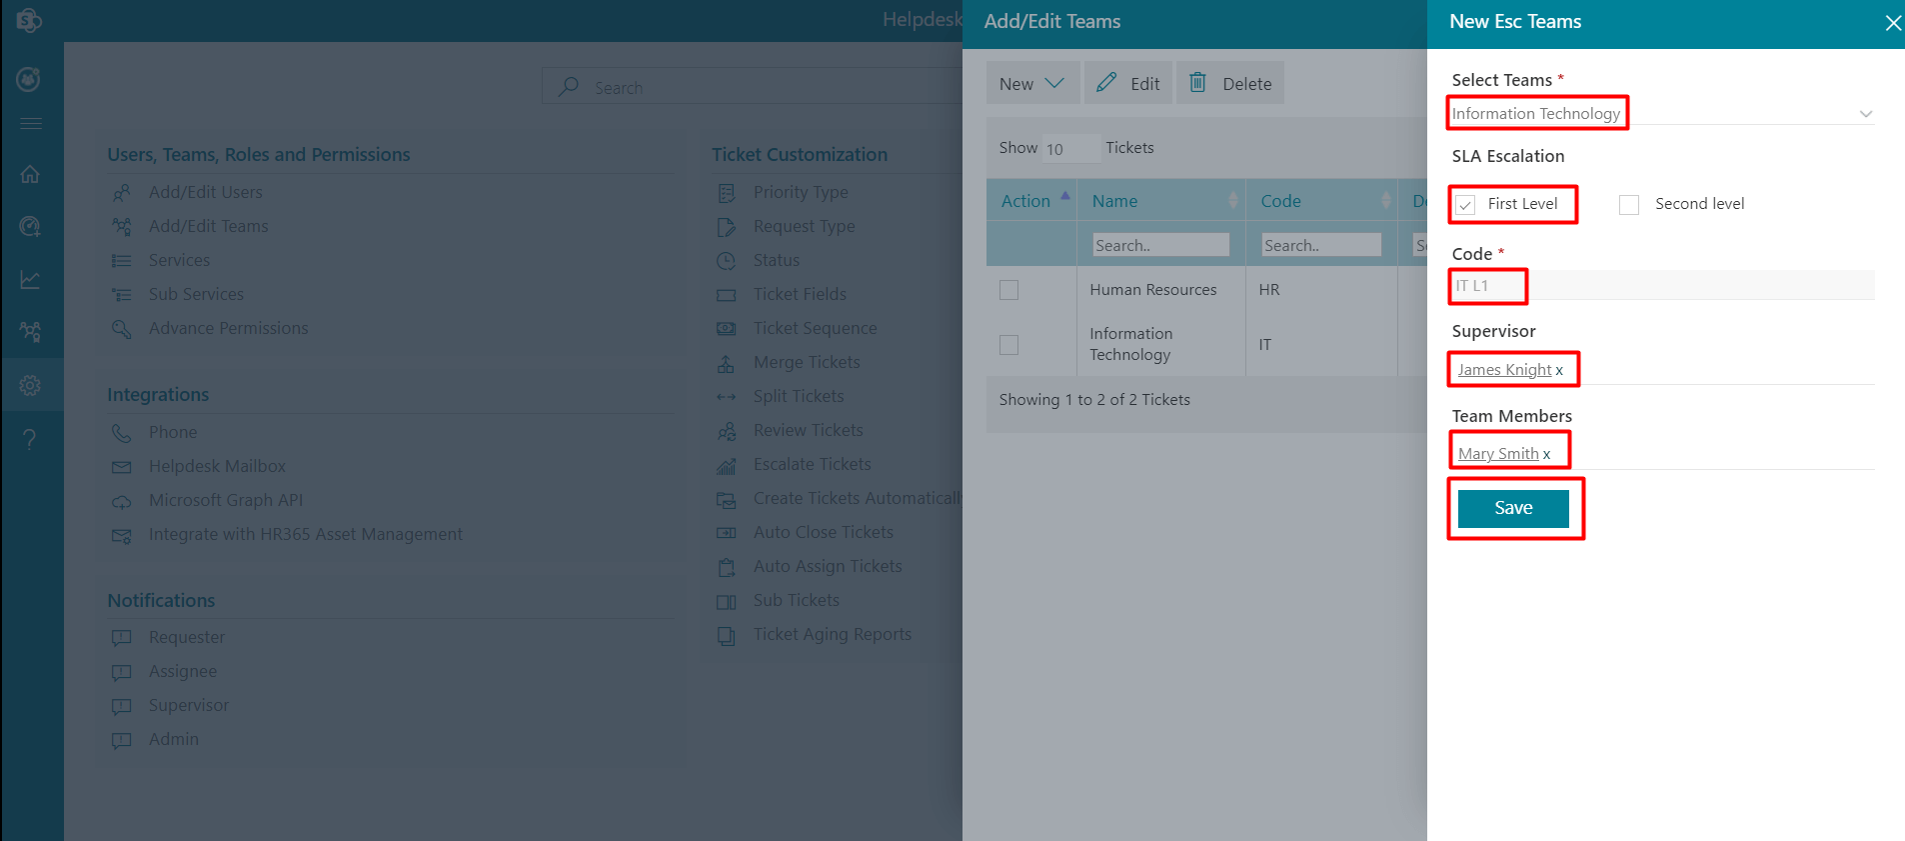 Helpdesk
Search
Users, Teams, Roles and Permissions
Add/Edit Users
Add/Edit Teams
Services
Sub Services
Advance Permissions
Integrations
Phone
Helpdesk Mailbox
Microsoft Graph API
Integrate with HR365 Asset Management
Notifications
Requester
Assignee
Supervisor
Admin
Ticket Customization
Priority Type
Request Type
Status
Ticket Fields
Ticket Sequence
Merge Tickets
Split Tickets
Review Tickets
Escalate Tickets
Create Tickets Automatically
Auto Close Tickets
Auto Assign Tickets
Sub Tickets
Ticket Aging Reports
Add/Edit Teams
New Edit Delete
Show 10 Tickets
Action Name Code
Search.. Search..
Human Resources HR
Information
Technology IT
Showing 1 to 2 of 2 Tickets
New Esc Teams
Select Teams *
Information Technology
SLA Escalation
First Level Second level
Code *
IT L1
Supervisor
James Knight x
Team Members
Mary Smith x
Save